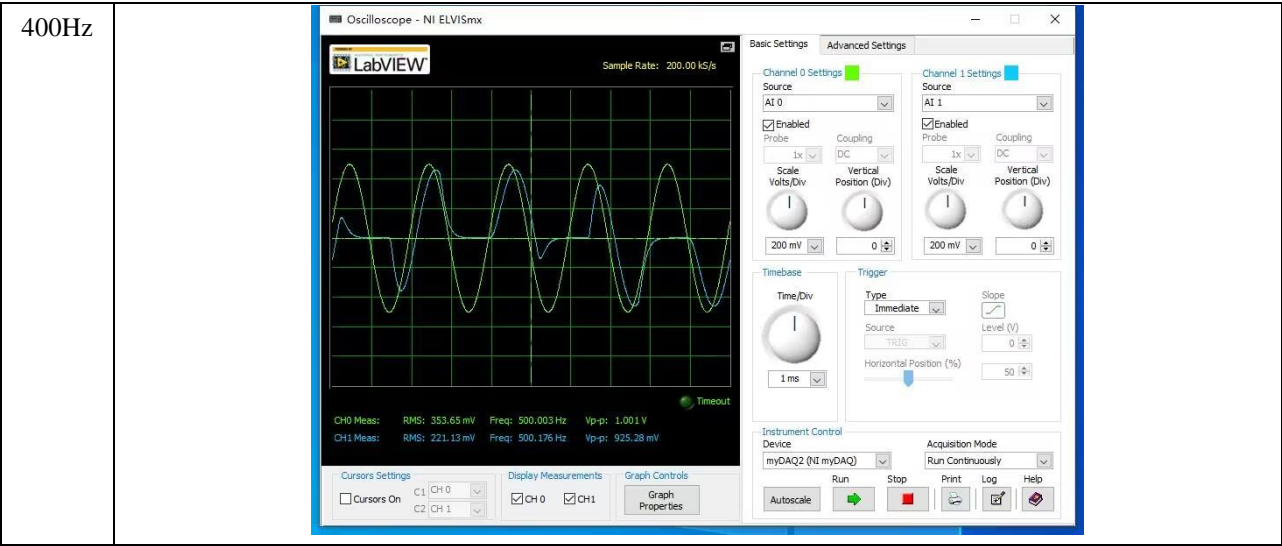 400Hz
Oscilloscope - NI ELVISmx
LabVIEW
Sample Rate: 200.00 kS/s
Timeout
CH0 Meas: RMS: 353.65 mV Freq: 500.003 Hz Vp-p: 1.001 V
CH1 Meas: RMS: 221.13 mV Freq: 500.176 Hz Vp-p: 925.28 mV
Cursors Settings
Cursors On
C1 CH 0
C2 CH 1
Display Measurements
CH 0 CH1
Graph Controls
Graph
Properties
Basic Settings Advanced Settings
Channel 0 Settings
Source
AI 0
Enabled
Probe Coupling
1x DC
Scale
Volts/Div
Vertical
Position (Div)
200 mV 0
Channel 1 Settings
Source
AI 1
Enabled
Probe Coupling
1x DC
Scale
Volts/Div
Vertical
Position (Div)
200 mV 0
Timebase
Time/Div
1 ms
Trigger
Type Slope
Immediate
Source Level (V)
TRIG 0
Horizontal Position (%)
50
Instrument Control
Device Acquisition Mode
myDAQ2 (NI myDAQ) Run Continuously
Run Stop Print Log Help
Autoscale